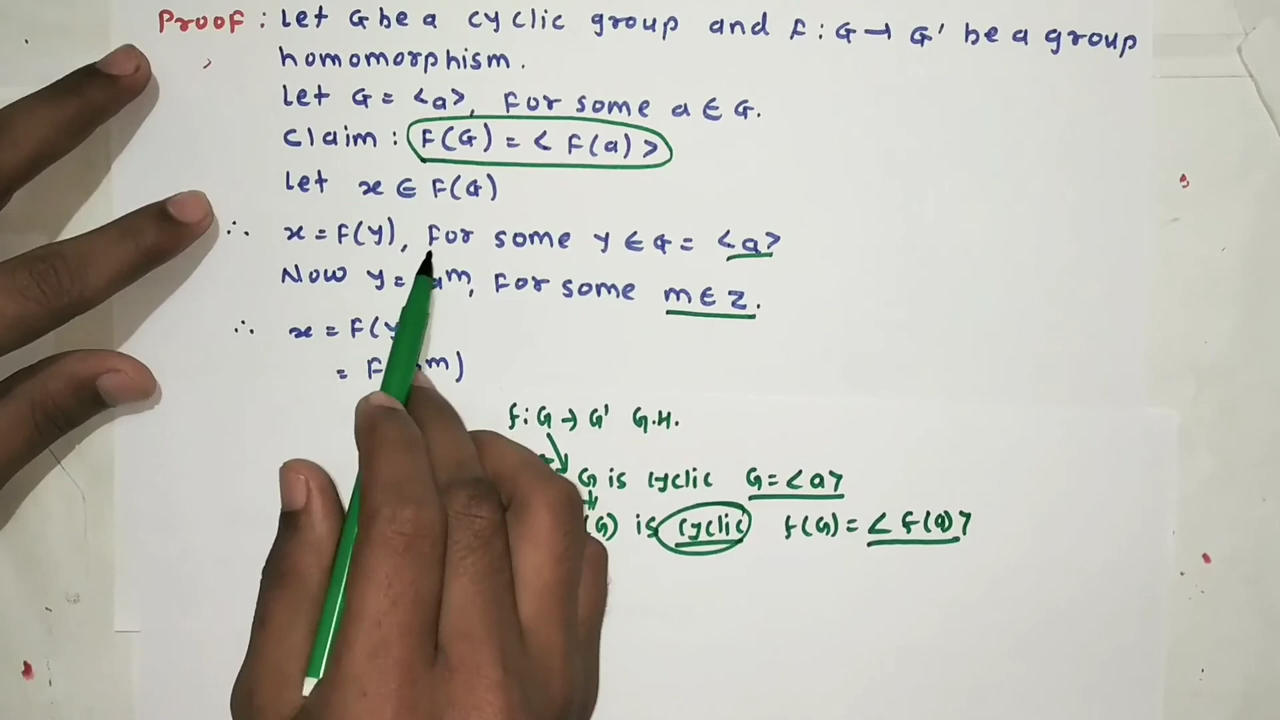 Proof : Let G be a cyclic group and F : G → G' be a group
homomorphism.
Let G = <a>, For some a ∈ G.
Claim : F(G) = < F(a) >
Let x ∈ F(G)
∴ x = F(y), For some y ∈ G = <a>
Now y = am, For some m ∈ Z.
∴ x = F(y
= F m)
f : G → G' G.H.
G is cyclic G = <a>
(G) is cyclic f(G) = < f(a) >